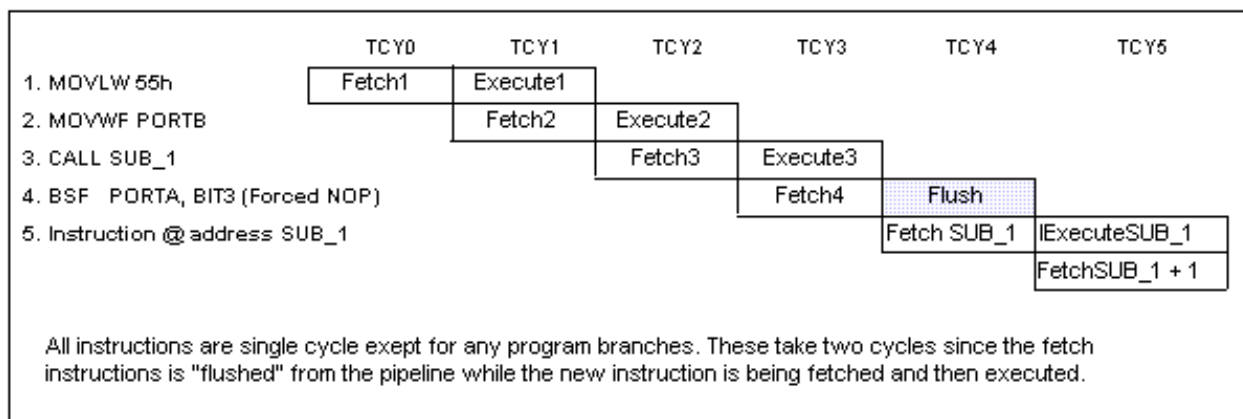 TCY0 TCY1 TCY2 TCY3 TCY4 TCY5
1. MOVLW 55h Fetch1 Execute1
2. MOVWF PORTB Fetch2 Execute2
3. CALL SUB_1 Fetch3 Execute3
4. BSF PORTA, BIT3 (Forced NOP) Fetch4 Flush
5. Instruction @ address SUB_1 Fetch SUB_1 IExecuteSUB_1
FetchSUB_1 + 1
All instructions are single cycle exept for any program branches. These take two cycles since the fetch
instructions is "flushed" from the pipeline while the new instruction is being fetched and then executed.